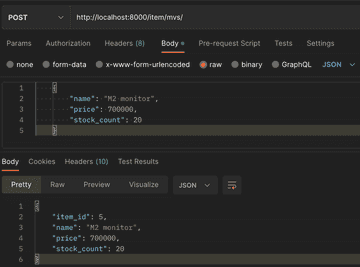 POST http://localhost:8000/item/mvs/
Params Authorization Headers (8) Body Pre-request Script Tests Settings
none form-data x-www-form-urlencoded raw binary GraphQL JSON
1 {
2 "name": "M2 monitor",
3 "price": 700000,
4 "stock_count": 20
5 }
Body Cookies Headers (10) Test Results
Pretty Raw Preview Visualize JSON
1 {
2 "item_id": 5,
3 "name": "M2 monitor",
4 "price": 700000,
5 "stock_count": 20
6 }